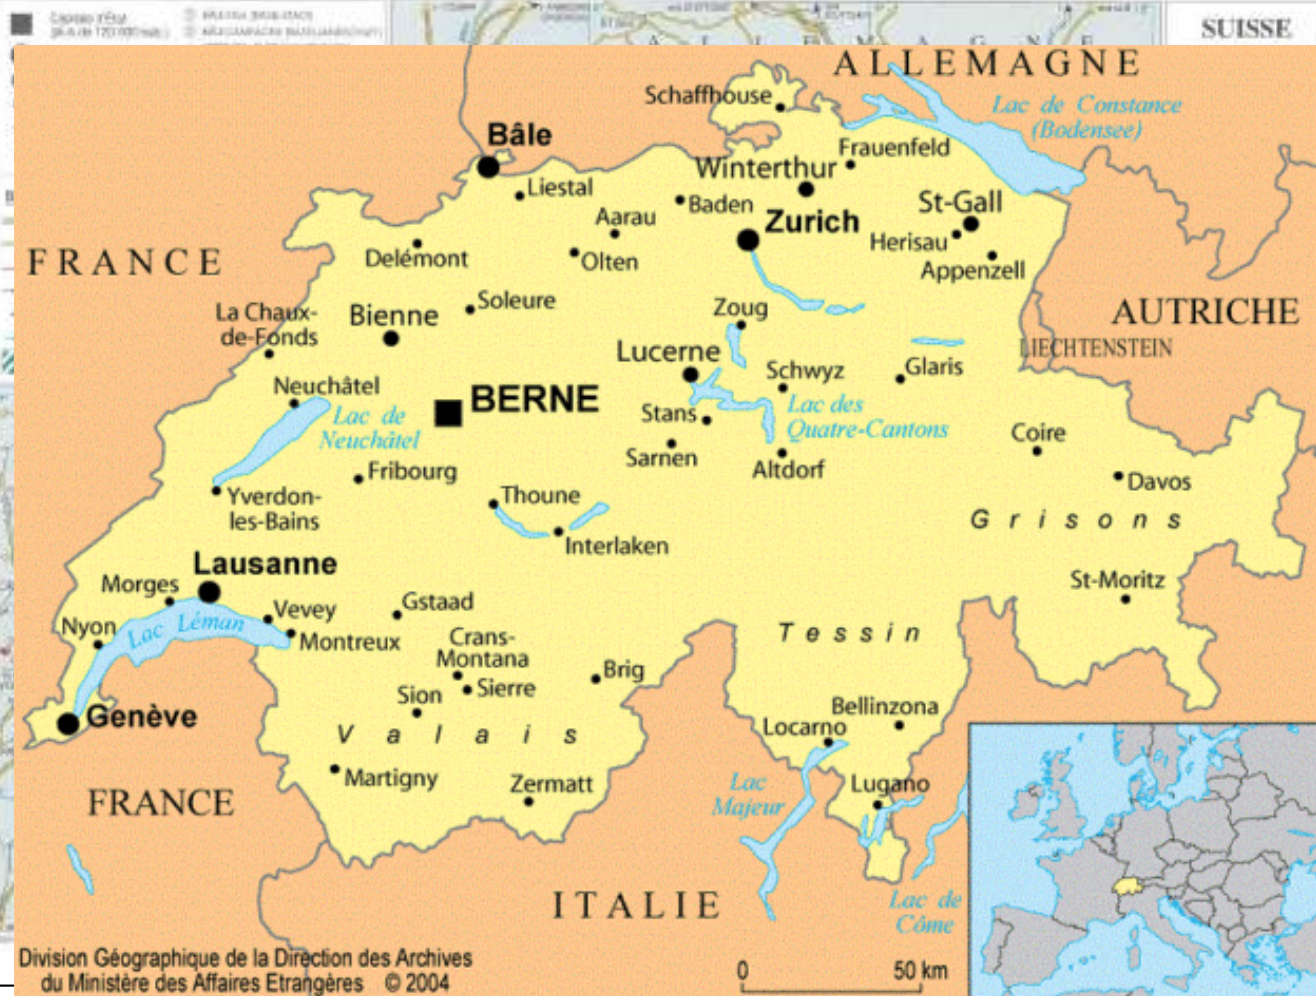 SUISSE
Capitale d'État
A L L E M A G N E
ALLEMAGNE
Schaffhouse
Lac de Constance
(Bodensee)
Bâle
Frauenfeld
Winterthur
Liestal
Baden
St-Gall
Aarau
Zurich
Herisau
FRANCE
Delémont
Olten
Appenzell
Soleure
Zoug
La Chaux-
de-Fonds
Bienne
AUTRICHE
LIECHTENSTEIN
Lucerne
Schwyz
Glaris
Neuchâtel
BERNE
Lac de
Neuchâtel
Stans
Lac des
Quatre-Cantons
Sarnen
Altdorf
Coire
Fribourg
Davos
Yverdon-
les-Bains
Thoune
Grisons
Interlaken
Lausanne
Morges
St-Moritz
Vevey
Gstaad
Nyon
Lac Léman
Montreux
Tessin
Crans-
Montana
Brig
Sion
Sierre
Genève
Bellinzona
Valais
Locarno
Martigny
Zermatt
Lac
Majeur
Lugano
FRANCE
ITALIE
Lac de
Côme
Division Géographique de la Direction des Archives
du Ministère des Affaires Etrangères © 2004
0 50 km